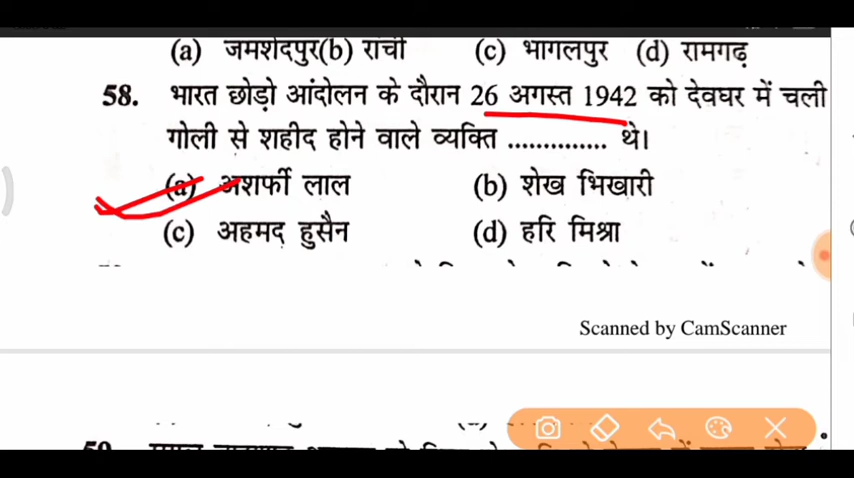 (a) जमशेदपुर(b) रांची (c) भागलपुर (d) रामगढ़
58. भारत छोड़ो आंदोलन के दौरान 26 अगस्त 1942 को देवघर में चली
गोली से शहीद होने वाले व्यक्ति .............. थे।
(a) अशर्फी लाल (b) शेख भिखारी
(c) अहमद हुसैन (d) हरि मिश्रा
Scanned by CamScanner